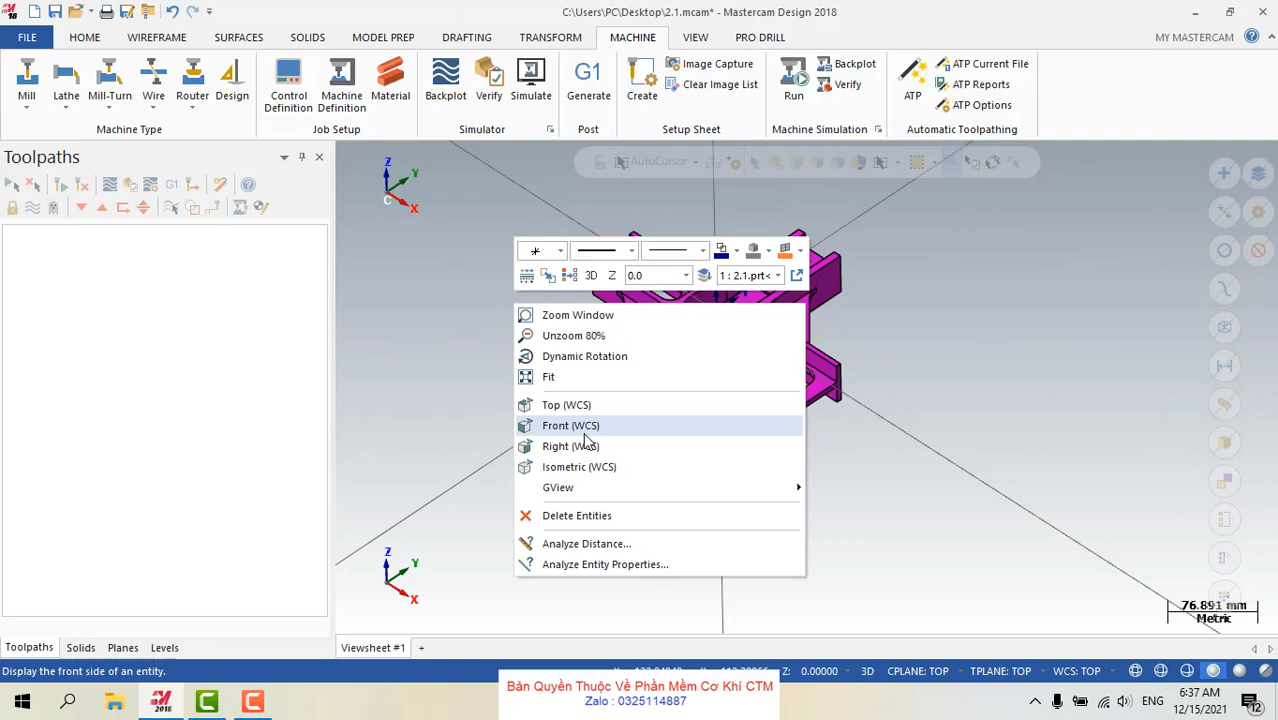 C:\Users\PC\Desktop\2.1.mcam* - Mastercam Design 2018
FILE HOME WIREFRAME SURFACES SOLIDS MODEL PREP DRAFTING TRANSFORM MACHINE VIEW PRO DRILL MY MASTERCAM
Mill Lathe Mill-Turn Wire Router Design
Machine Type
Control Definition
Machine Definition
Material
Job Setup
Backplot Verify Simulate
Simulator
G1
Generate
Post
Create
Image Capture
Clear Image List
Setup Sheet
Run
Backplot
Verify
Machine Simulation
ATP
ATP Current File
ATP Reports
ATP Options
Automatic Toolpathing
Toolpaths
G1
AutoCursor
Z
Y
C
X
3D Z 0.0 1 : 2.1.prt<
Zoom Window
Unzoom 80%
Dynamic Rotation
Fit
Top (WCS)
Front (WCS)
Right (WCS)
Isometric (WCS)
GView
Delete Entities
Analyze Distance...
Analyze Entity Properties...
Z
Y
X
76.891 mm
Metric
Toolpaths Solids Planes Levels
Viewsheet #1 +
Display the front side of an entity.
Z: 0.00000 3D CPLANE: TOP TPLANE: TOP WCS: TOP
Bản Quyền Thuộc Về Phần Mềm Cơ Khí CTM
Zalo : 0325114887
2018
ENG
6:37 AM
12/15/2021
12